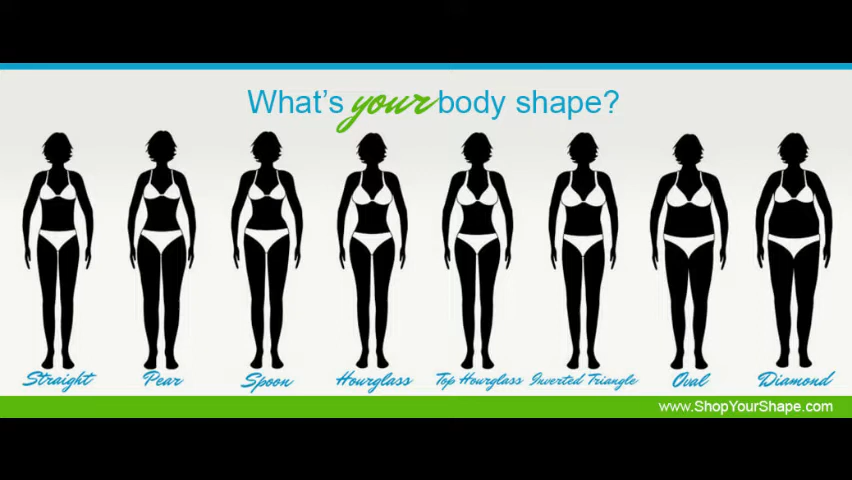 What's your body shape?
Straight Pear Spoon Hourglass Top Hourglass Inverted Triangle Oval Diamond
www.ShopYourShape.com